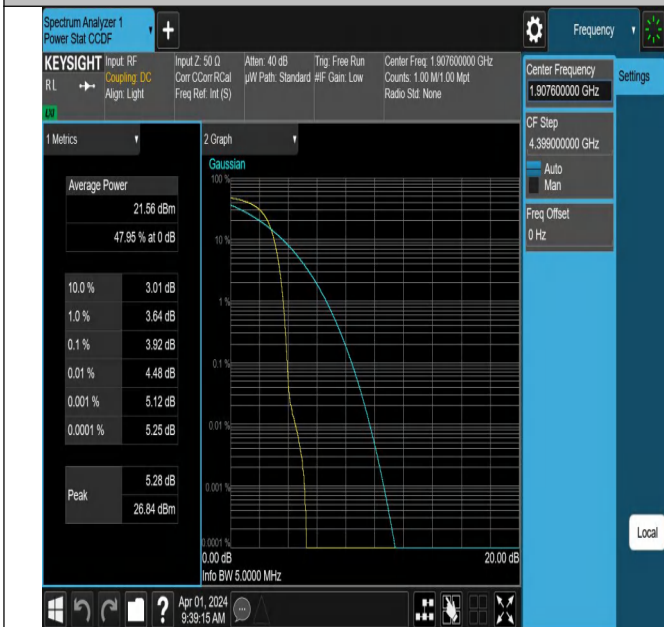 Spectrum Analyzer 1
Power Stat CCDF
Frequency
KEYSIGHT
RL
LXI
Input: RF
Coupling: DC
Align: Light
Input Z: 50 Ω
Corr CCorr RCal
Freq Ref: Int (S)
Atten: 40 dB
µW Path: Standard
Trig: Free Run
#IF Gain: Low
Center Freq: 1.907600000 GHz
Counts: 1.00 M/1.00 Mpt
Radio Std: None
Center Frequency
1.907600000 GHz
Settings
CF Step
4.399000000 GHz
Auto
Man
Freq Offset
0 Hz
1 Metrics
Average Power
21.56 dBm
47.95 % at 0 dB
10.0 % 3.01 dB
1.0 % 3.64 dB
0.1 % 3.92 dB
0.01 % 4.48 dB
0.001 % 5.12 dB
0.0001 % 5.25 dB
Peak
5.28 dB
26.84 dBm
2 Graph
Gaussian
100 %
10 %
1 %
0.1 %
0.01 %
0.001 %
0.0001 %
0.00 dB 20.00 dB
Info BW 5.0000 MHz
Local
?
Apr 01, 2024
9:39:15 AM